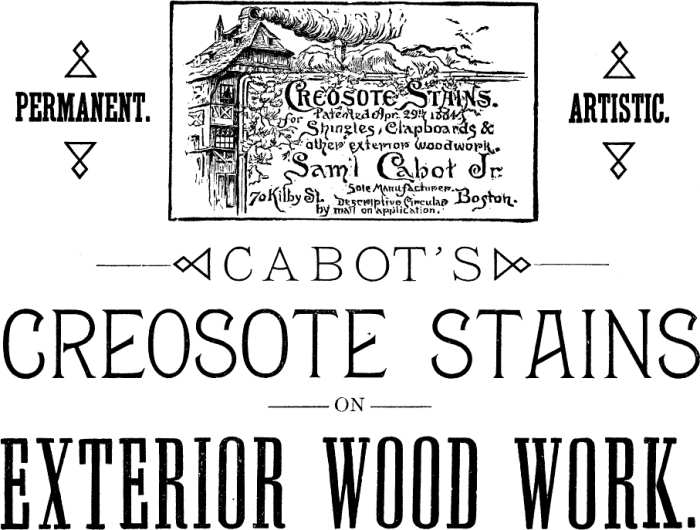 PERMANENT.
CREOSOTE STAINS.
Patented Apr. 29th 1884
for Shingles, Clapboards &
other exterior woodwork.
Sam'l Cabot Jr
70 Kilby St. Sole Manufacturer. Boston.
Descriptive Circular
by mail on application.
ARTISTIC.
CABOT'S
CREOSOTE STAINS
ON
EXTERIOR WOOD WORK.